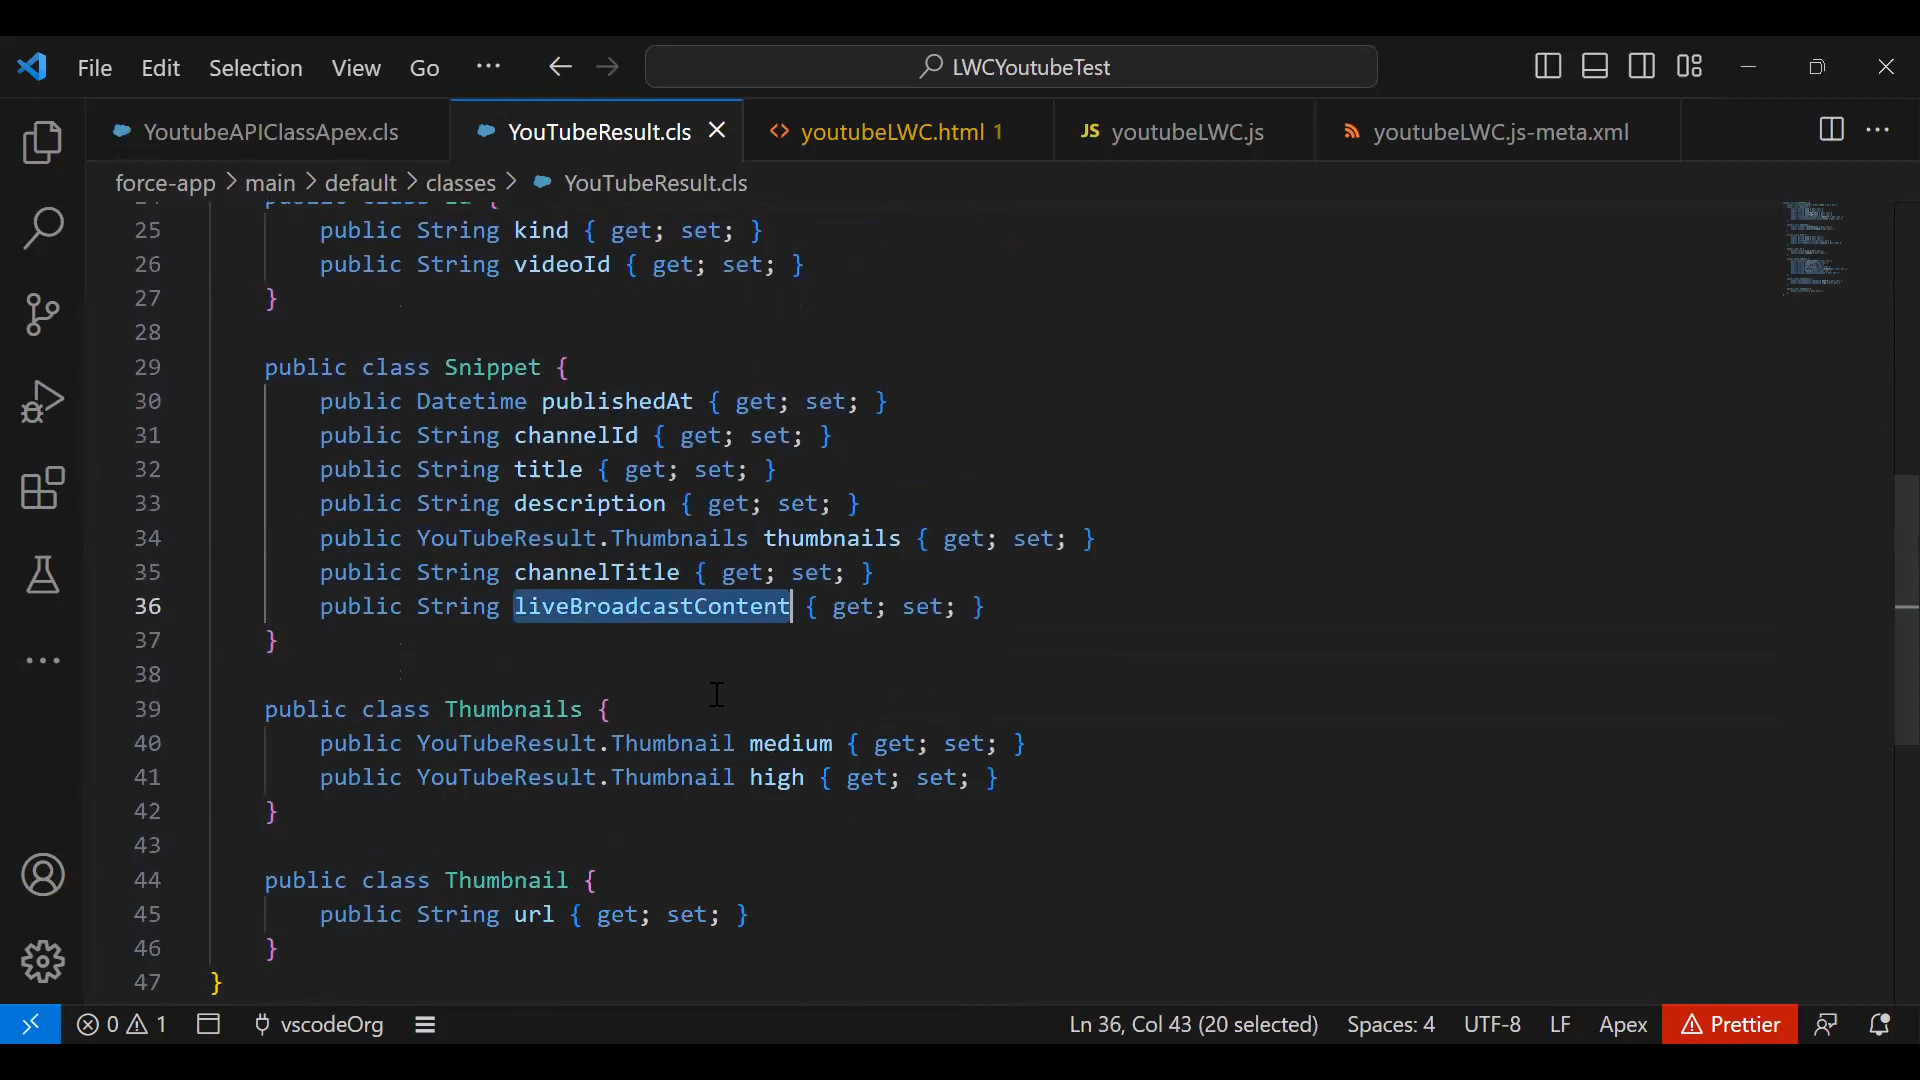 File Edit Selection View Go ··· LWCYoutubeTest
YoutubeAPIClassApex.cls YouTubeResult.cls youtubeLWC.html 1 JS youtubeLWC.js youtubeLWC.js-meta.xml
force-app > main > default > classes > YouTubeResult.cls
25 public String kind { get; set; }
26 public String videoId { get; set; }
27 }
28
29 public class Snippet {
30 public Datetime publishedAt { get; set; }
31 public String channelId { get; set; }
32 public String title { get; set; }
33 public String description { get; set; }
34 public YouTubeResult.Thumbnails thumbnails { get; set; }
35 public String channelTitle { get; set; }
36 public String liveBroadcastContent { get; set; }
37 }
38
39 public class Thumbnails {
40 public YouTubeResult.Thumbnail medium { get; set; }
41 public YouTubeResult.Thumbnail high { get; set; }
42 }
43
44 public class Thumbnail {
45 public String url { get; set; }
46 }
47 }
0 1 vscodeOrg Ln 36, Col 43 (20 selected) Spaces: 4 UTF-8 LF Apex Prettier